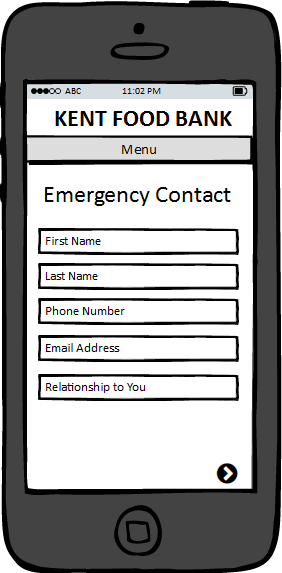 ABC 11:02 PM
KENT FOOD BANK
Menu
Emergency Contact
First Name
Last Name
Phone Number
Email Address
Relationship to You